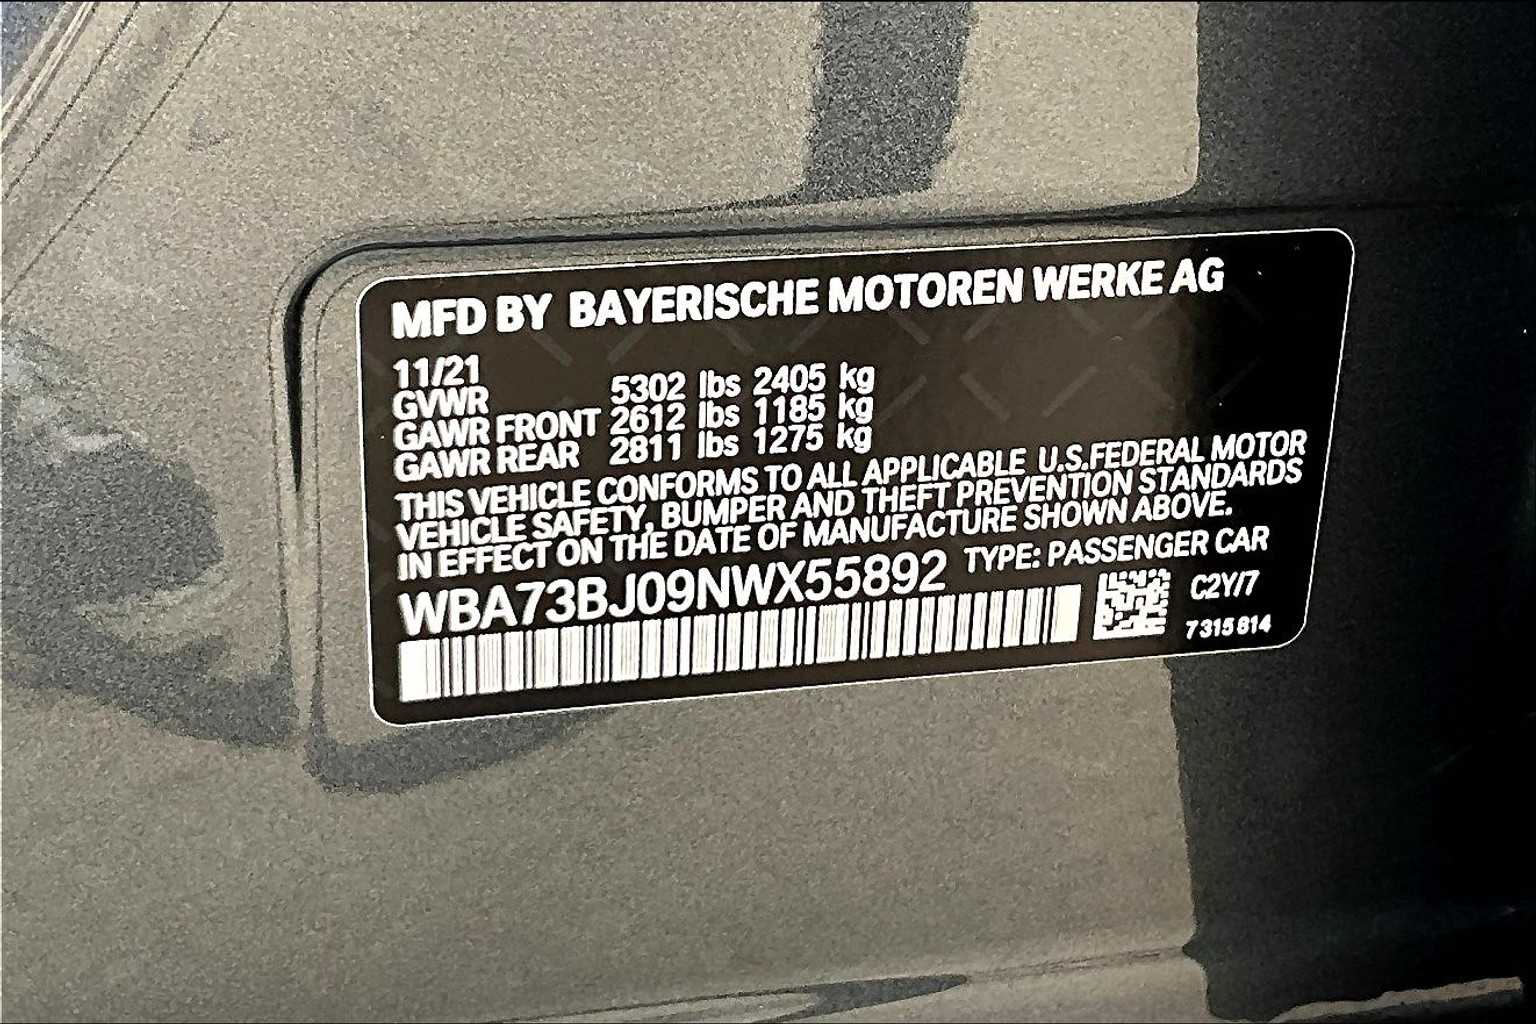 MFD BY BAYERISCHE MOTOREN WERKE AG
11/21
GVWR 5302 lbs 2405 kg
GAWR FRONT 2612 lbs 1185 kg
GAWR REAR 2811 lbs 1275 kg
THIS VEHICLE CONFORMS TO ALL APPLICABLE U.S.FEDERAL MOTOR
VEHICLE SAFETY, BUMPER AND THEFT PREVENTION STANDARDS
IN EFFECT ON THE DATE OF MANUFACTURE SHOWN ABOVE.
WBA73BJ09NWX55892 TYPE: PASSENGER CAR
C2Y/7
7315814